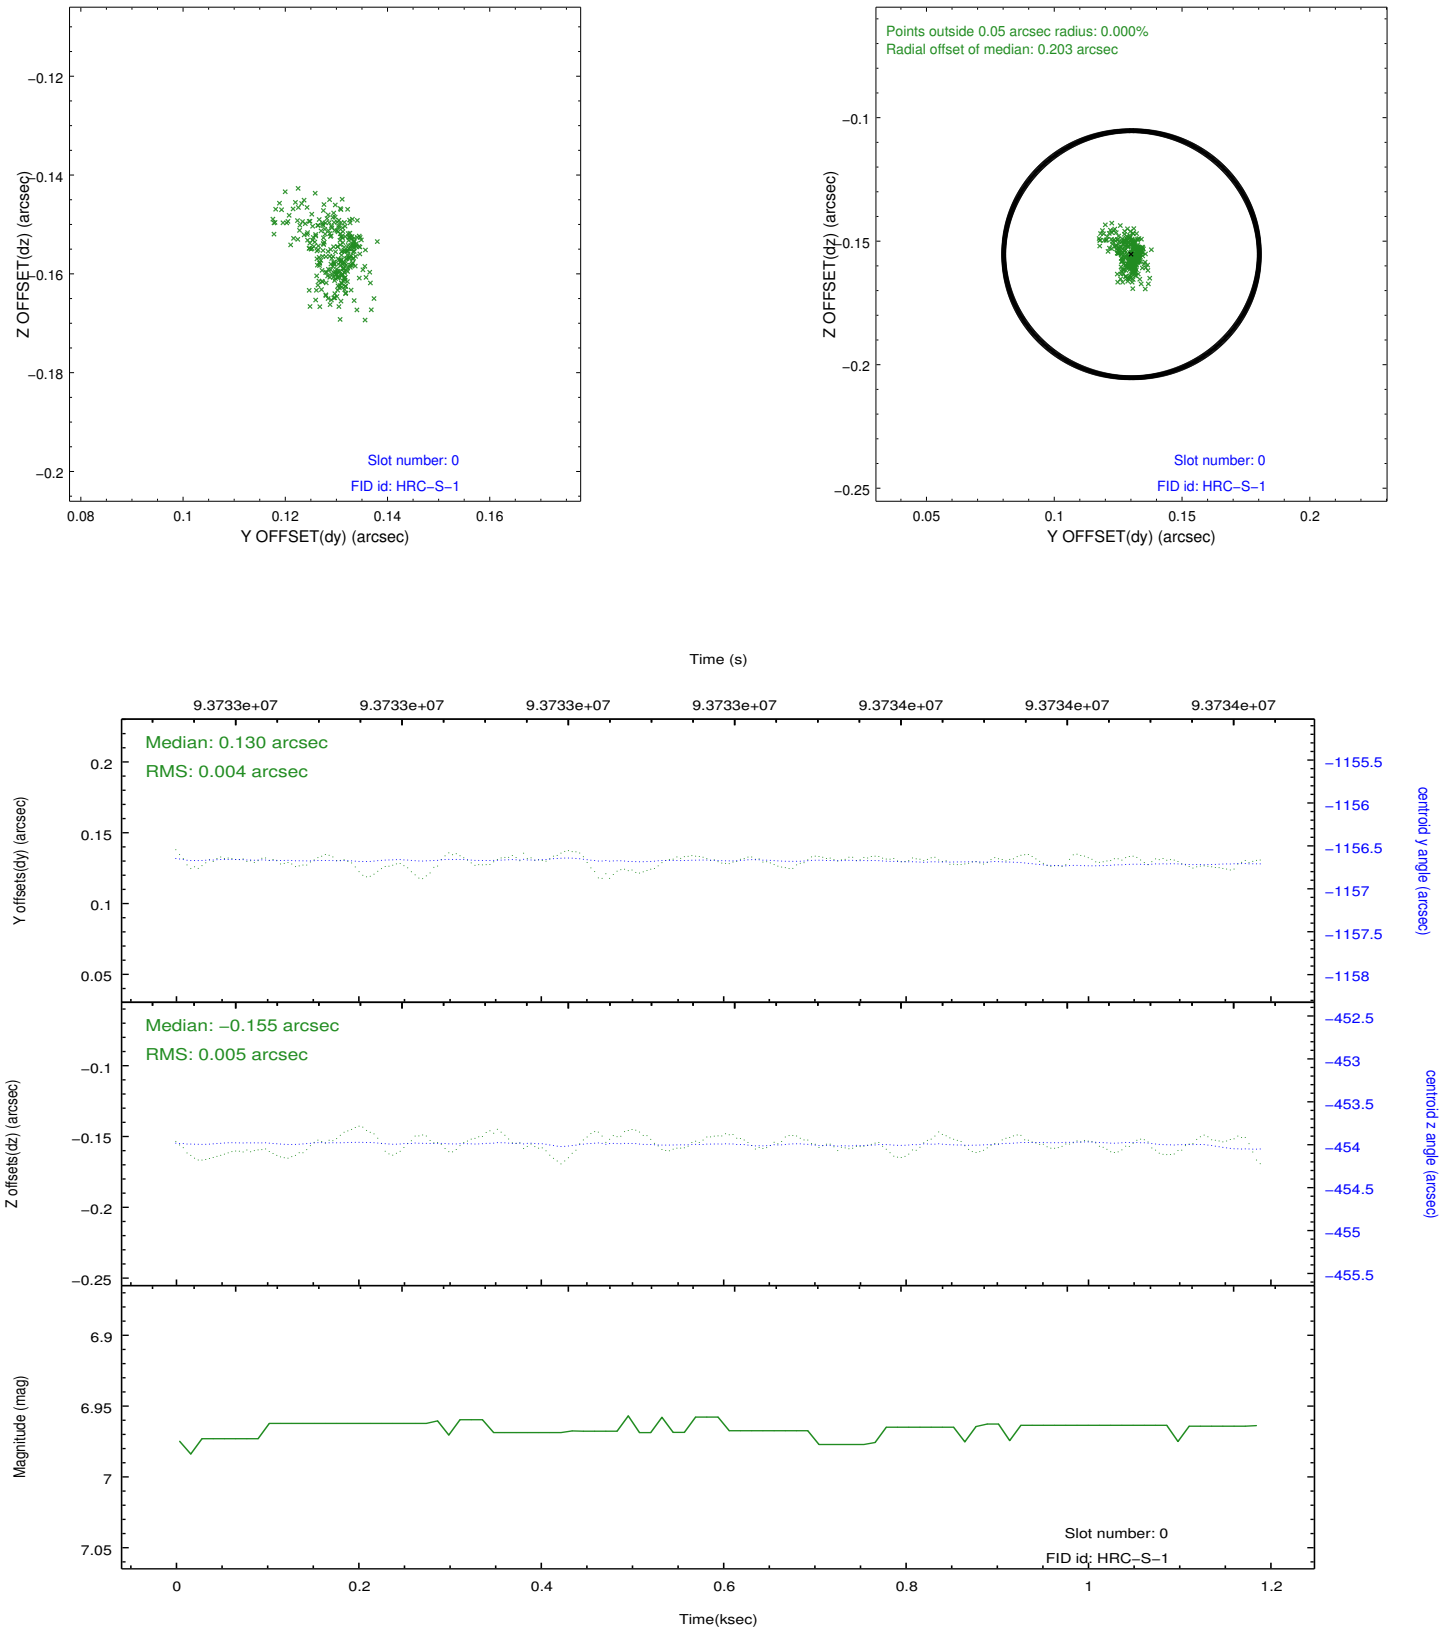 −0.12
−0.14
−0.16
−0.18
−0.2
Z OFFSET(dz) (arcsec)
Slot number: 0
FID id: HRC−S−1
0.08 0.1 0.12 0.14 0.16
Y OFFSET(dy) (arcsec)
Points outside 0.05 arcsec radius: 0.000%
Radial offset of median: 0.203 arcsec
−0.1
−0.15
−0.2
−0.25
Z OFFSET(dz) (arcsec)
Slot number: 0
FID id: HRC−S−1
0.05 0.1 0.15 0.2
Y OFFSET(dy) (arcsec)
Time (s)
9.3733e+07 9.3733e+07 9.3733e+07 9.3733e+07 9.3734e+07 9.3734e+07 9.3734e+07
Median: 0.130 arcsec
RMS: 0.004 arcsec
0.2
0.15
0.1
0.05
Y offsets(dy) (arcsec)
−1155.5
−1156
−1156.5
−1157
−1157.5
−1158
centroid y angle (arcsec)
Median: −0.155 arcsec
RMS: 0.005 arcsec
−0.1
−0.15
−0.2
−0.25
Z offsets(dz) (arcsec)
−452.5
−453
−453.5
−454
−454.5
−455
−455.5
centroid z angle (arcsec)
6.9
6.95
7
7.05
Magnitude (mag)
Slot number: 0
FID id: HRC−S−1
0 0.2 0.4 0.6 0.8 1 1.2
Time(ksec)